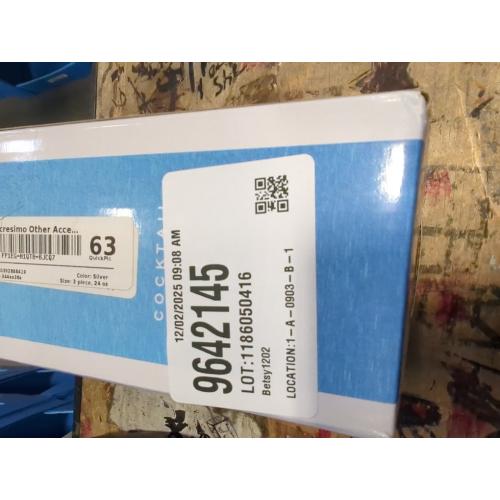 cresimo Other Acce...
63
QuickPic
Color: Silver
Size: 3 piece, 24 oz
COCKTAIL
12/02/2025 09:08 AM
9642145
LOT:1186050416
Betsy1202
LOCATION:1-A-0903-B-1